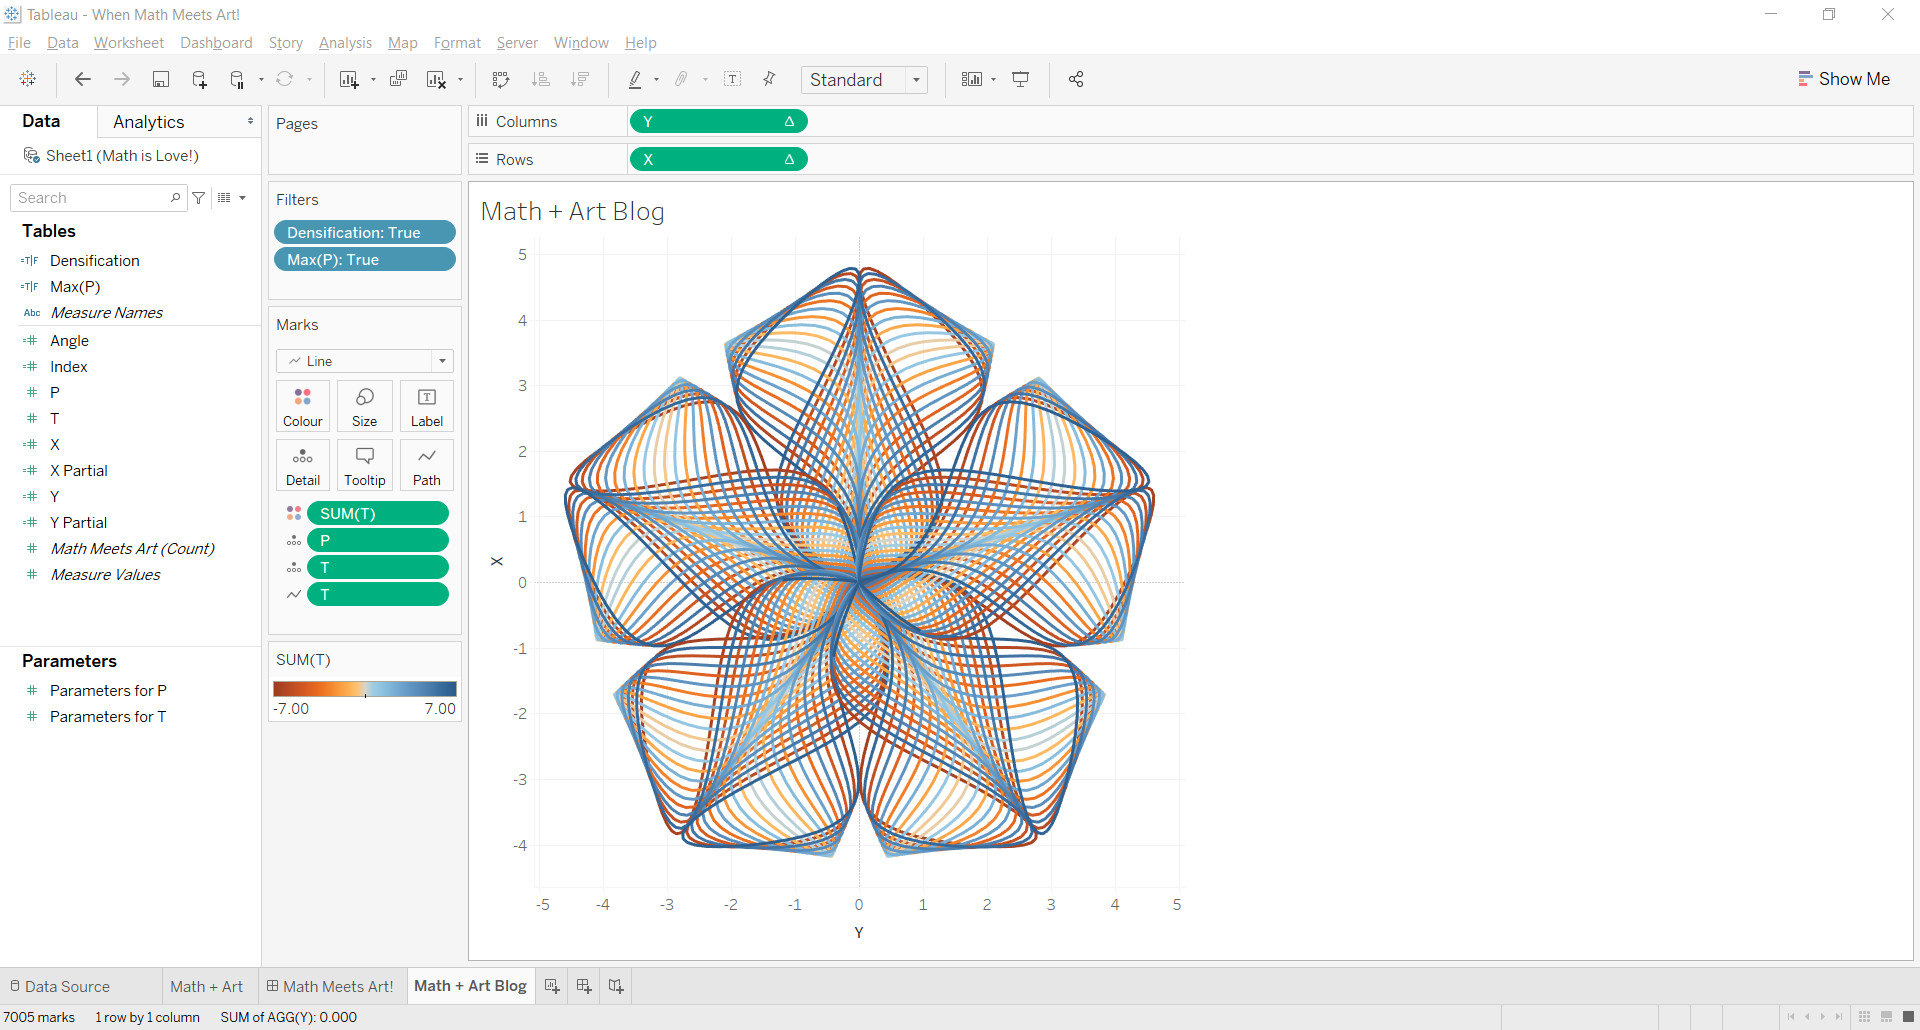 Tableau - When Math Meets Art!
File Data Worksheet Dashboard Story Analysis Map Format Server Window Help
Standard
Show Me
Data Analytics
Sheet1 (Math is Love!)
Search
Tables
=T|F Densification
=T|F Max(P)
Abc Measure Names
Angle
Index
P
T
X
X Partial
Y
Y Partial
Math Meets Art (Count)
Measure Values
Parameters
Parameters for P
Parameters for T
Pages
Filters
Densification: True
Max(P): True
Marks
Line
Colour Size Label
Detail Tooltip Path
SUM(T)
P
T
T
SUM(T)
-7.00 7.00
Columns Y Δ
Rows X Δ
Math + Art Blog
5
4
3
2
1
0
-1
-2
-3
-4
X
-5 -4 -3 -2 -1 0 1 2 3 4 5
Y
Data Source Math + Art Math Meets Art! Math + Art Blog
7005 marks 1 row by 1 column SUM of AGG(Y): 0.000